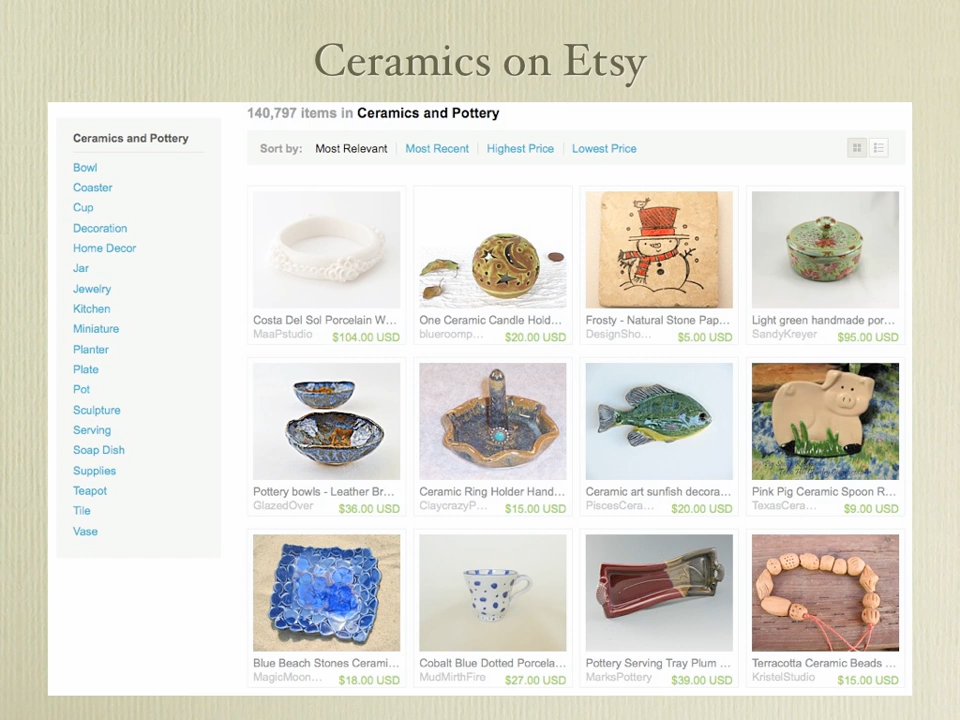 Ceramics on Etsy
140,797 items in Ceramics and Pottery
Ceramics and Pottery
Bowl
Coaster
Cup
Decoration
Home Decor
Jar
Jewelry
Kitchen
Miniature
Planter
Plate
Pot
Sculpture
Serving
Soap Dish
Supplies
Teapot
Tile
Vase
Sort by: Most Relevant Most Recent Highest Price Lowest Price
Costa Del Sol Porcelain W...
MaaPstudio $104.00 USD
One Ceramic Candle Hold...
blueroomp... $20.00 USD
Frosty - Natural Stone Pap...
DesignSho... $5.00 USD
Light green handmade por...
SandyKreyer $95.00 USD
Pottery bowls - Leather Br...
GlazedOver $36.00 USD
Ceramic Ring Holder Hand...
ClaycrazyP... $15.00 USD
Ceramic art sunfish decora...
PiscesCera... $20.00 USD
Pink Pig Ceramic Spoon R...
TexasCera... $9.00 USD
Blue Beach Stones Cerami...
MagicMoon... $18.00 USD
Cobalt Blue Dotted Porcela...
MudMirthFire $27.00 USD
Pottery Serving Tray Plum ...
MarksPottery $39.00 USD
Terracotta Ceramic Beads ...
KristelStudio $15.00 USD